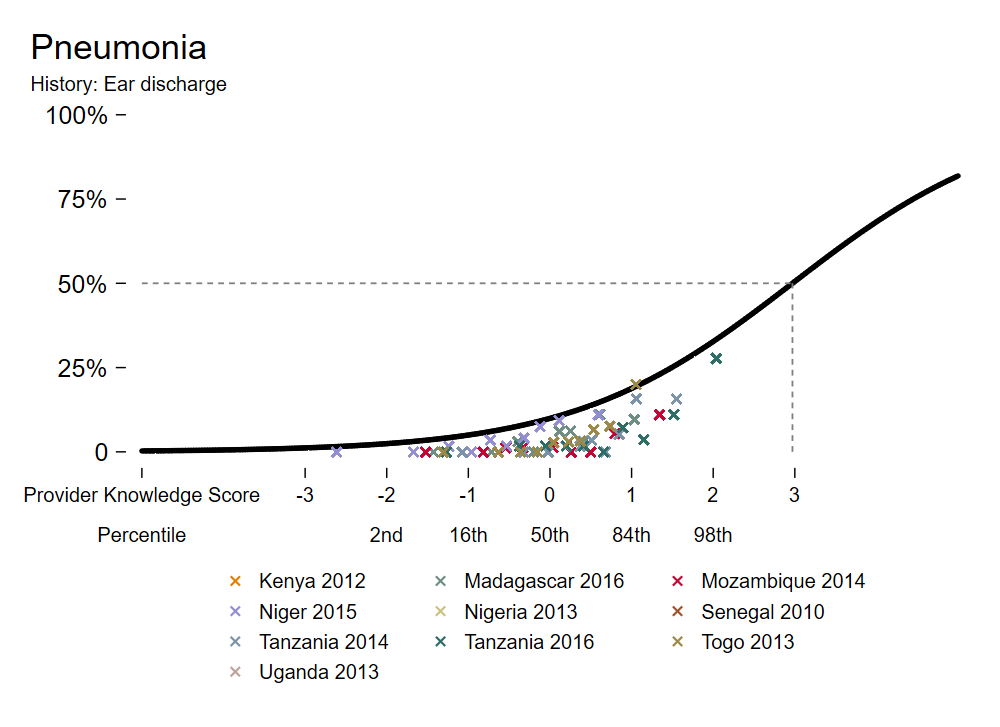 Pneumonia
History: Ear discharge
100%
75%
50%
25%
0
Provider Knowledge Score -3 -2 -1 0 1 2 3
Percentile 2nd 16th 50th 84th 98th
Kenya 2012 Madagascar 2016 Mozambique 2014
Niger 2015 Nigeria 2013 Senegal 2010
Tanzania 2014 Tanzania 2016 Togo 2013
Uganda 2013